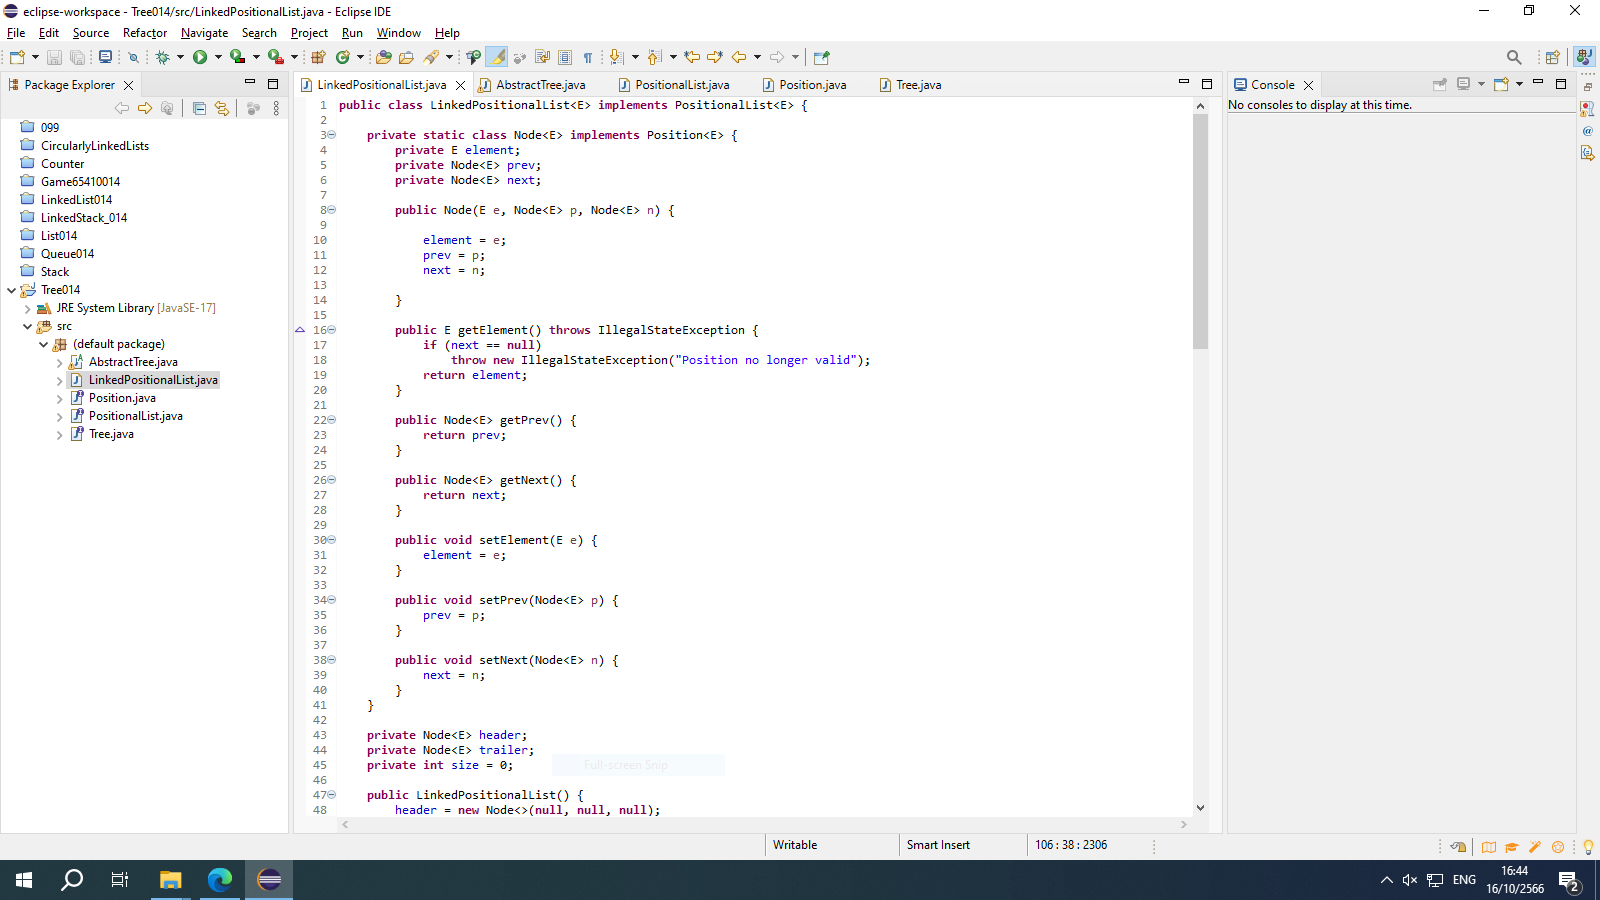 eclipse-workspace - Tree014/src/LinkedPositionalList.java - Eclipse IDE
File Edit Source Refactor Navigate Search Project Run Window Help
Package Explorer
LinkedPositionalList.java AbstractTree.java PositionalList.java Position.java Tree.java
Console
No consoles to display at this time.
099
CircularlyLinkedLists
Counter
Game65410014
LinkedList014
LinkedStack_014
List014
Queue014
Stack
Tree014
JRE System Library [JavaSE-17]
src
(default package)
AbstractTree.java
LinkedPositionalList.java
Position.java
PositionalList.java
Tree.java
1 public class LinkedPositionalList<E> implements PositionalList<E> {
2
3 private static class Node<E> implements Position<E> {
4 private E element;
5 private Node<E> prev;
6 private Node<E> next;
7
8 public Node(E e, Node<E> p, Node<E> n) {
9
10 element = e;
11 prev = p;
12 next = n;
13
14 }
15
16 public E getElement() throws IllegalStateException {
17 if (next == null)
18 throw new IllegalStateException("Position no longer valid");
19 return element;
20 }
21
22 public Node<E> getPrev() {
23 return prev;
24 }
25
26 public Node<E> getNext() {
27 return next;
28 }
29
30 public void setElement(E e) {
31 element = e;
32 }
33
34 public void setPrev(Node<E> p) {
35 prev = p;
36 }
37
38 public void setNext(Node<E> n) {
39 next = n;
40 }
41 }
42
43 private Node<E> header;
44 private Node<E> trailer;
45 private int size = 0;
Full-screen Snip
46
47 public LinkedPositionalList() {
48 header = new Node<>(null, null, null);
Writable Smart Insert 106 : 38 : 2306
ENG
16:44
16/10/2566
2